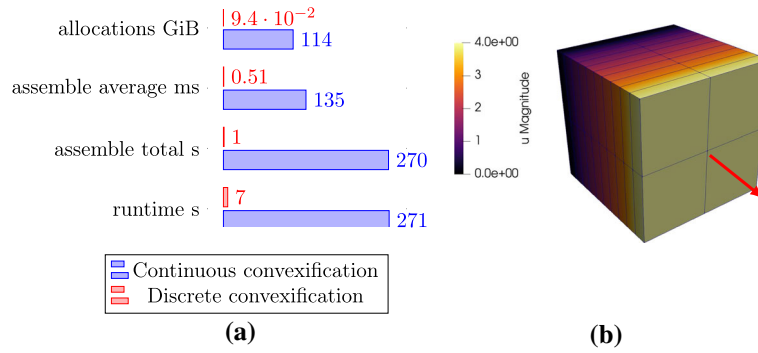 allocations GiB
9.4 · 10⁻²
114
assemble average ms
0.51
135
assemble total s
1
270
runtime s
7
271
Continuous convexification
Discrete convexification
(a)
4.0e+00
3
2
1
0.0e+00
u Magnitude
(b)